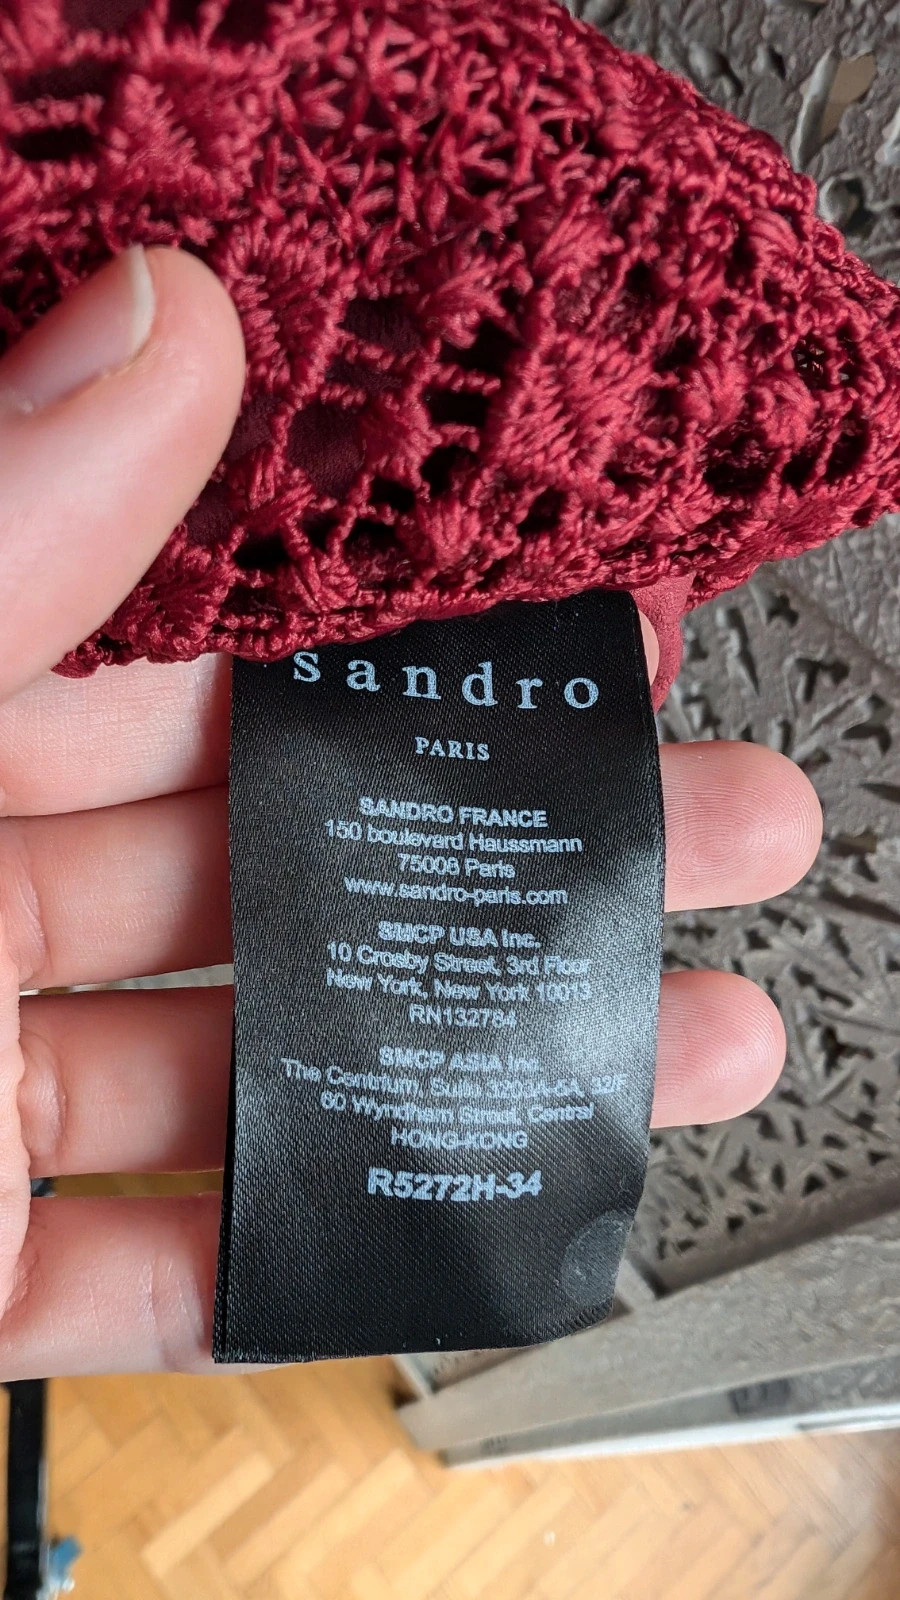 sandro
PARIS
SANDRO FRANCE
150 boulevard Haussmann
75008 Paris
www.sandro-paris.com
SMCP USA Inc.
10 Crosby Street, 3rd Floor
New York, New York 10013
RN132784
SMCP ASIA Inc.
The Centrium, Suite 32/F
60 Wyndham Street, Central
HONG-KONG
R5272H-34